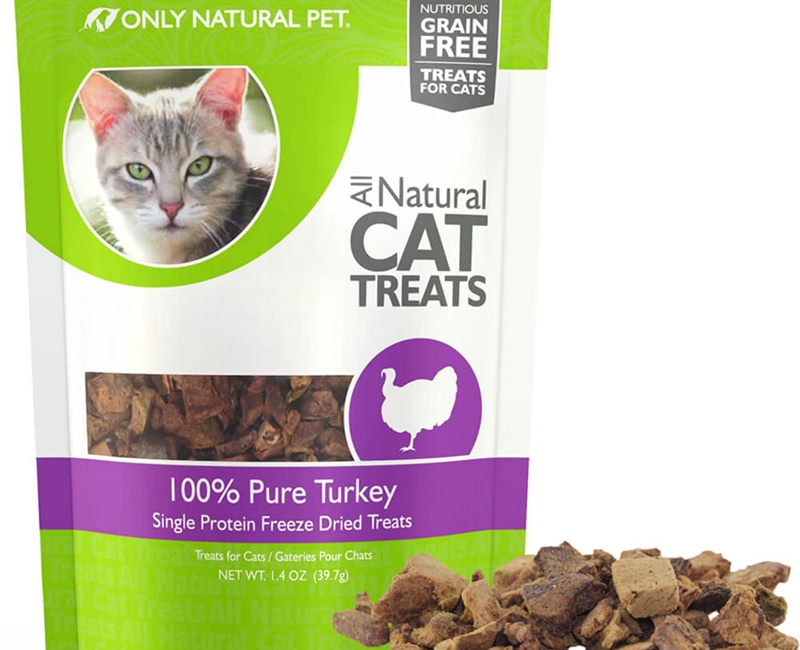 ONLY NATURAL PET®
NUTRITIOUS
GRAIN
FREE
TREATS
FOR CATS
All Natural
CAT
TREATS
100% Pure Turkey
Single Protein Freeze Dried Treats
Treats for Cats / Gateries Pour Chats
NET WT. 1.4 OZ (39.7g)